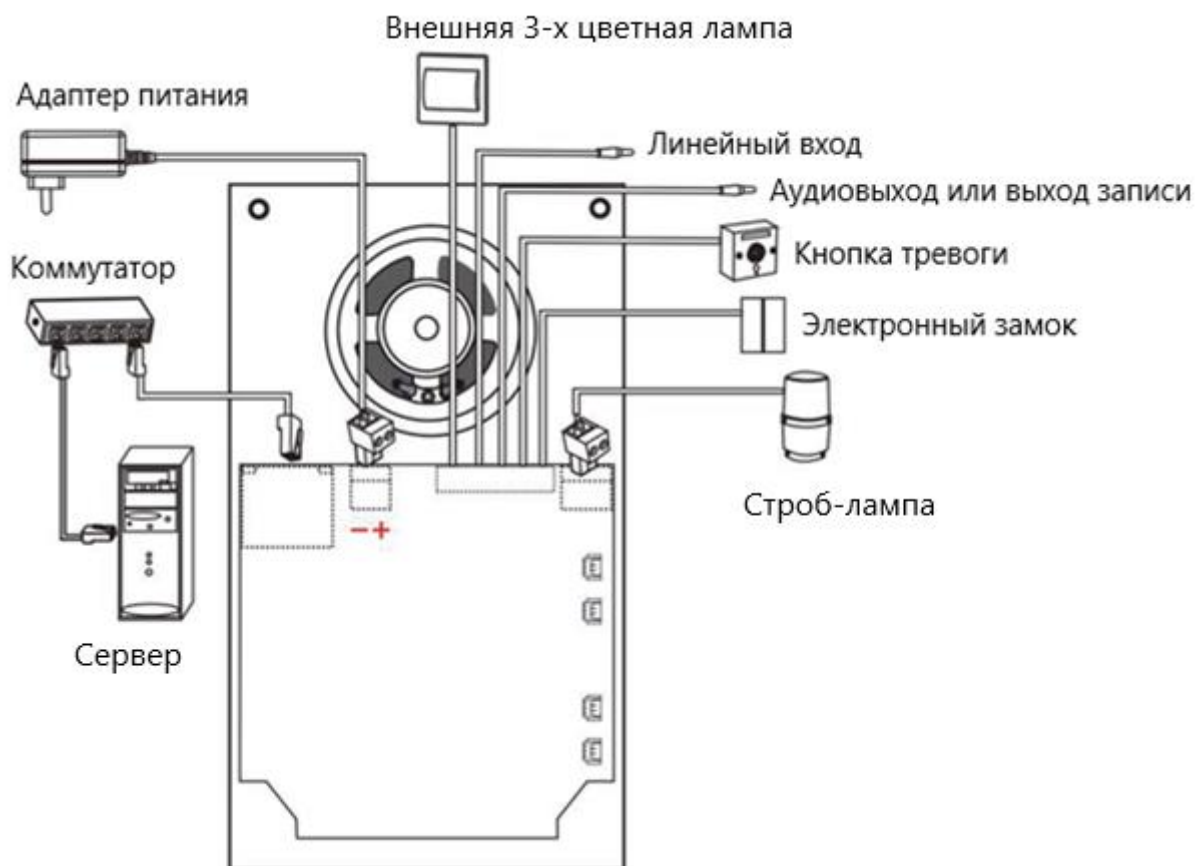 Внешняя 3-х цветная лампа
Адаптер питания
Линейный вход
Аудиовыход или выход записи
Кнопка тревоги
Коммутатор
Электронный замок
Строб-лампа
− +
Сервер